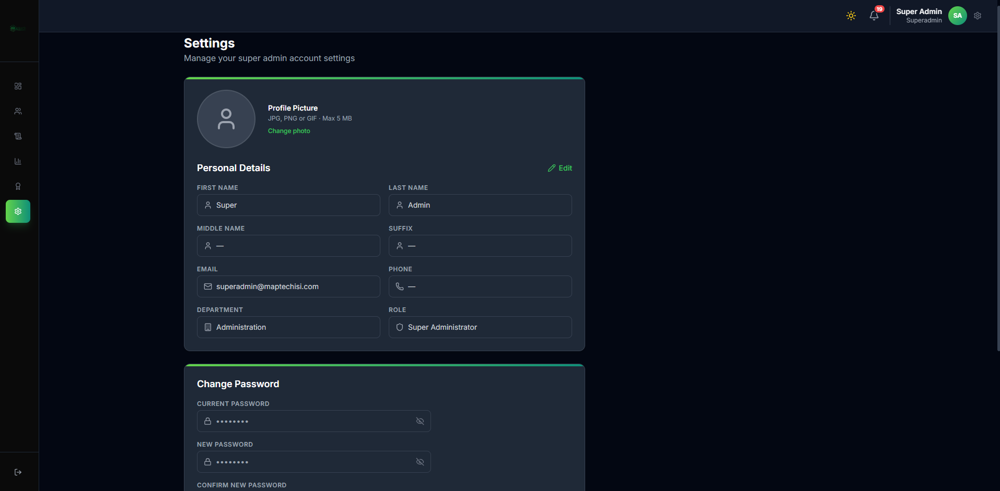 19
Super Admin
Superadmin
SA
Settings
Manage your super admin account settings
Profile Picture
JPG, PNG or GIF · Max 5 MB
Change photo
Personal Details
Edit
FIRST NAME
LAST NAME
Super
Admin
MIDDLE NAME
SUFFIX
—
—
EMAIL
PHONE
superadmin@maptechisi.com
—
DEPARTMENT
ROLE
Administration
Super Administrator
Change Password
CURRENT PASSWORD
••••••••
NEW PASSWORD
••••••••
CONFIRM NEW PASSWORD